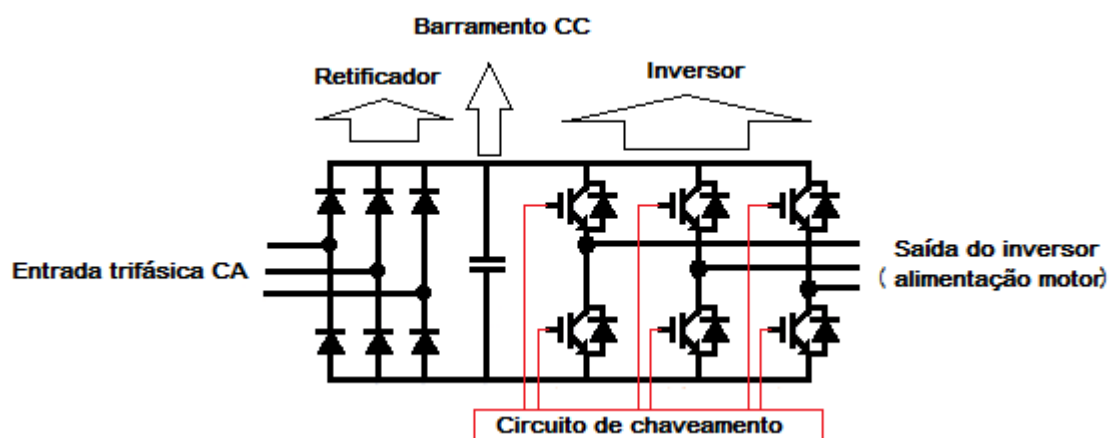 Barramento CC
Retificador
Inversor
Entrada trifásica CA
Saída do inversor
( alimentação motor)
Circuito de chaveamento